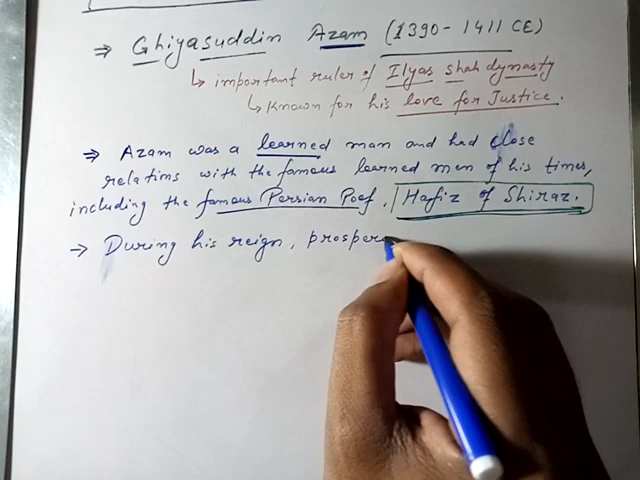 ⇒ Ghiyasuddin Azam (1390-1411 CE)
↳ important ruler of Ilyas shah dynasty
↳ Known for his love for Justice.
⇒ Azam was a learned man and had close
relations with the famous learned men of his times,
including the famous Persian Poet, Hafiz of Shiraz.
→ During his reign, prosper